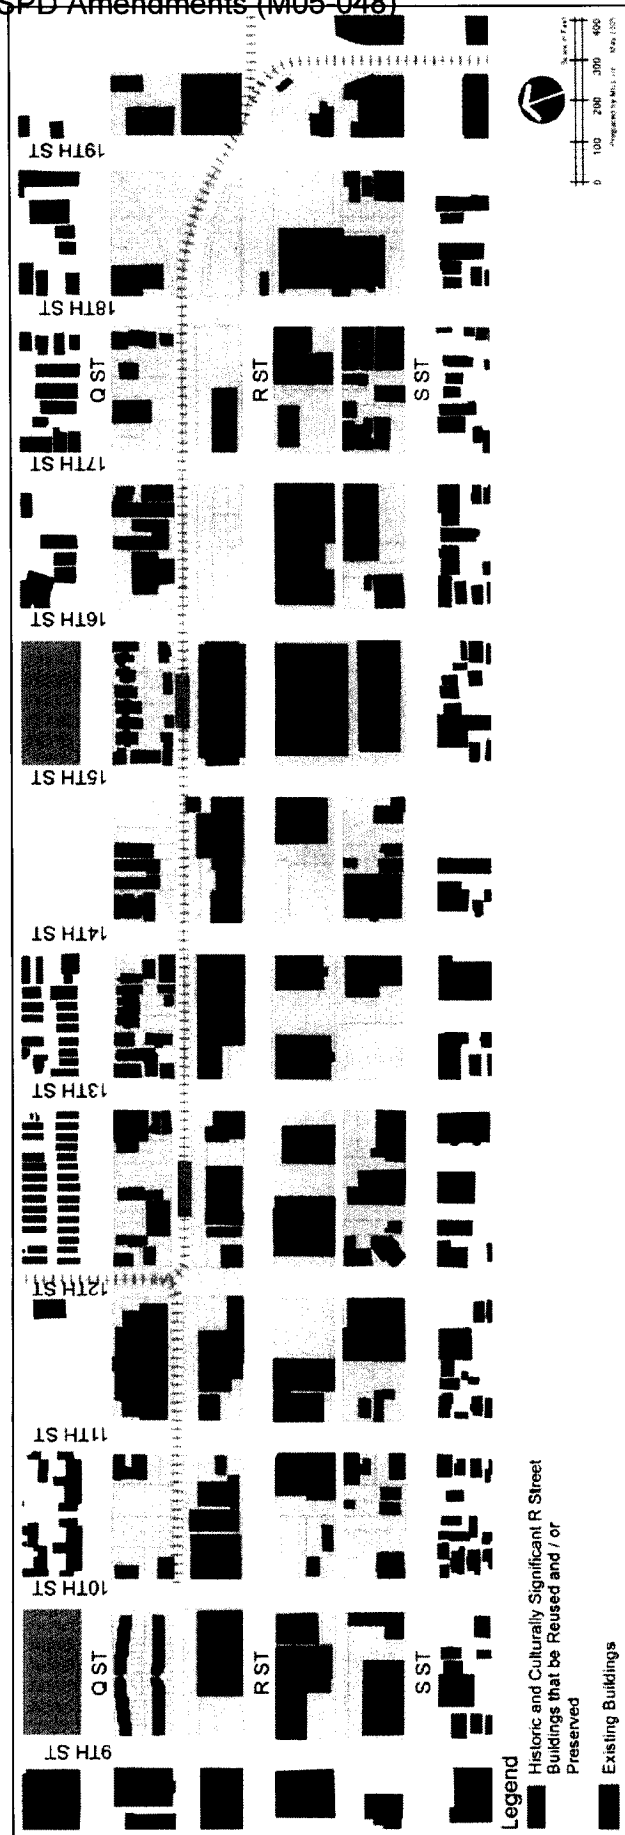 SPD Amendments (M05-048)
19TH ST
18TH ST
17TH ST
16TH ST
15TH ST
14TH ST
13TH ST
12TH ST
11TH ST
10TH ST
9TH ST
Q ST
R ST
S ST
Q ST
R ST
S ST
0 100 200 300 400
Legend
Historic and Culturally Significant R Street
Buildings that be Reused and / or
Preserved
Existing Buildings